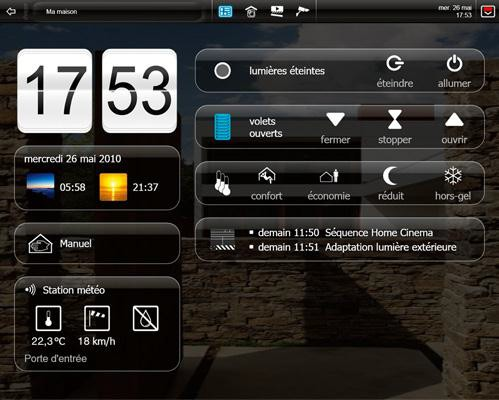 Ma maison
mer. 26 mai
17:53
17 53
lumières éteintes
éteindre
allumer
volets
ouverts
fermer
stopper
ouvrir
mercredi 26 mai 2010
05:58
21:37
confort
économie
réduit
hors-gel
Manuel
demain 11:50 Séquence Home Cinema
demain 11:51 Adaptation lumière extérieure
Station météo
22,3ºC
18 km/h
Porte d'entrée